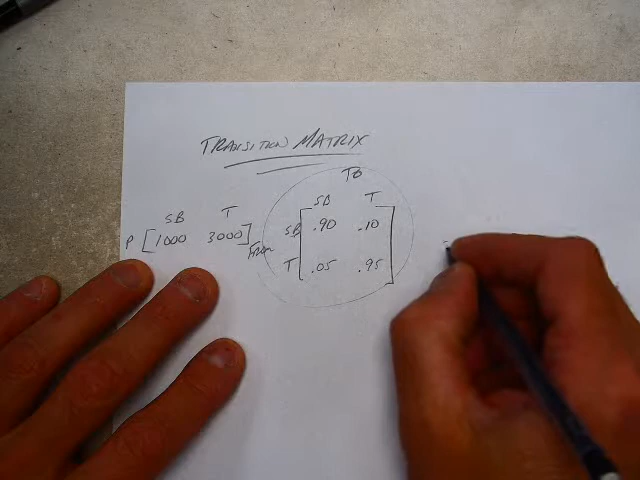 TRANSITION MATRIX
TO
SB T
SB T
P [1000 3000] From SB .90 .10
T .05 .95